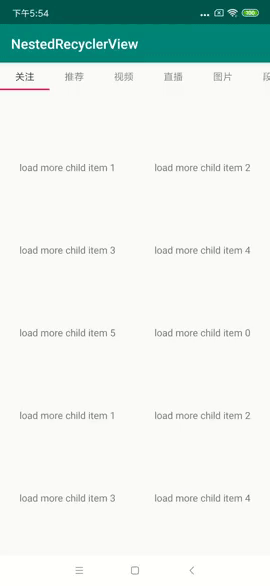 下午5:54
100
NestedRecyclerView
关注 推荐 视频 直播 图片
load more child item 1 load more child item 2
load more child item 3 load more child item 4
load more child item 5 load more child item 0
load more child item 1 load more child item 2
load more child item 3 load more child item 4